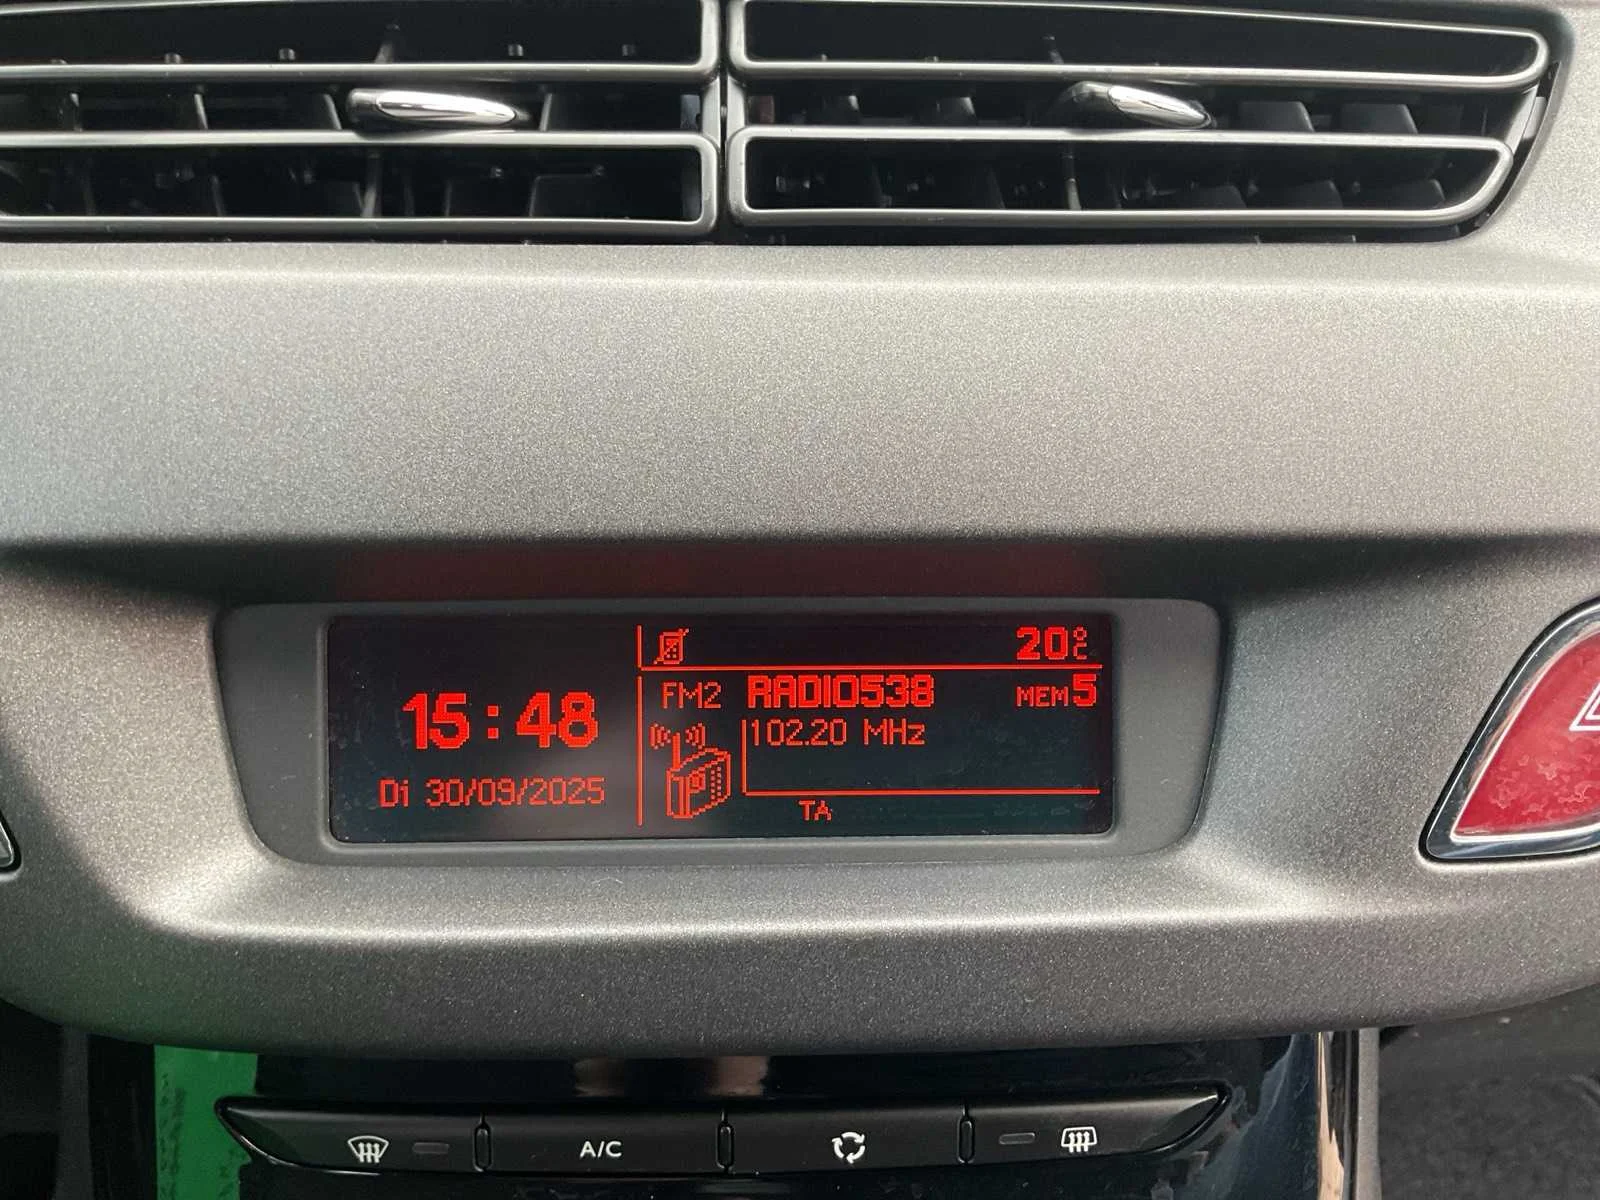 20°C
15:48
FM2 RADIO538 MEM5
102.20 MHz
Di 30/09/2025
TA
A/C